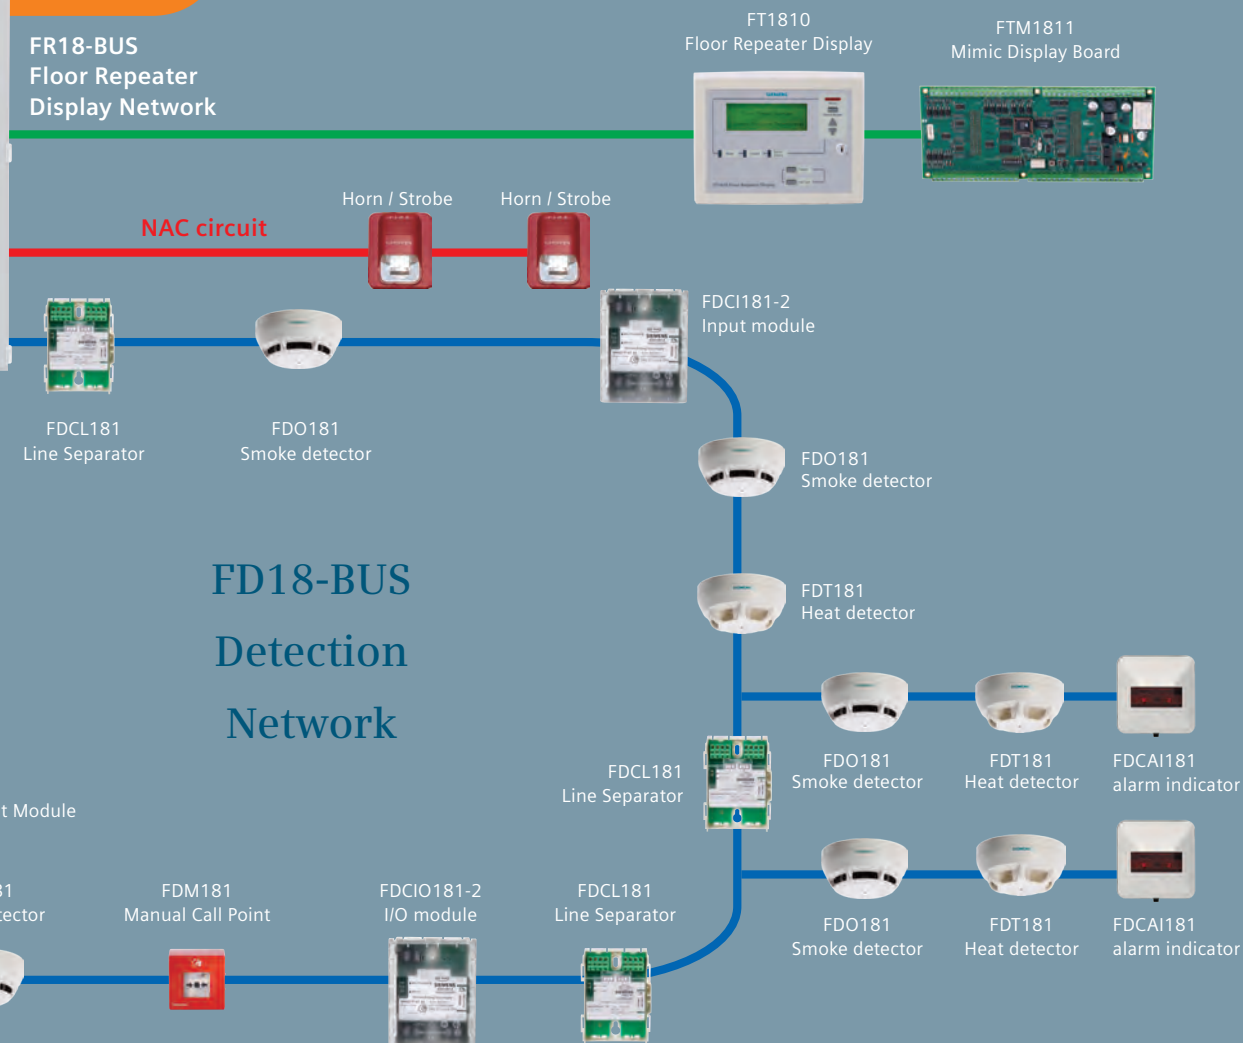 FR18-BUS
Floor Repeater
Display Network
FT1810
Floor Repeater Display
FTM1811
Mimic Display Board
NAC circuit
Horn / Strobe
Horn / Strobe
FDCI181-2
Input module
FDCL181
Line Separator
FDO181
Smoke detector
FDO181
Smoke detector
FD18-BUS
Detection
Network
FDT181
Heat detector
FDCL181
Line Separator
FDO181
Smoke detector
FDT181
Heat detector
FDCAI181
alarm indicator
t Module
81
tector
FDM181
Manual Call Point
FDCIO181-2
I/O module
FDCL181
Line Separator
FDO181
Smoke detector
FDT181
Heat detector
FDCAI181
alarm indicator